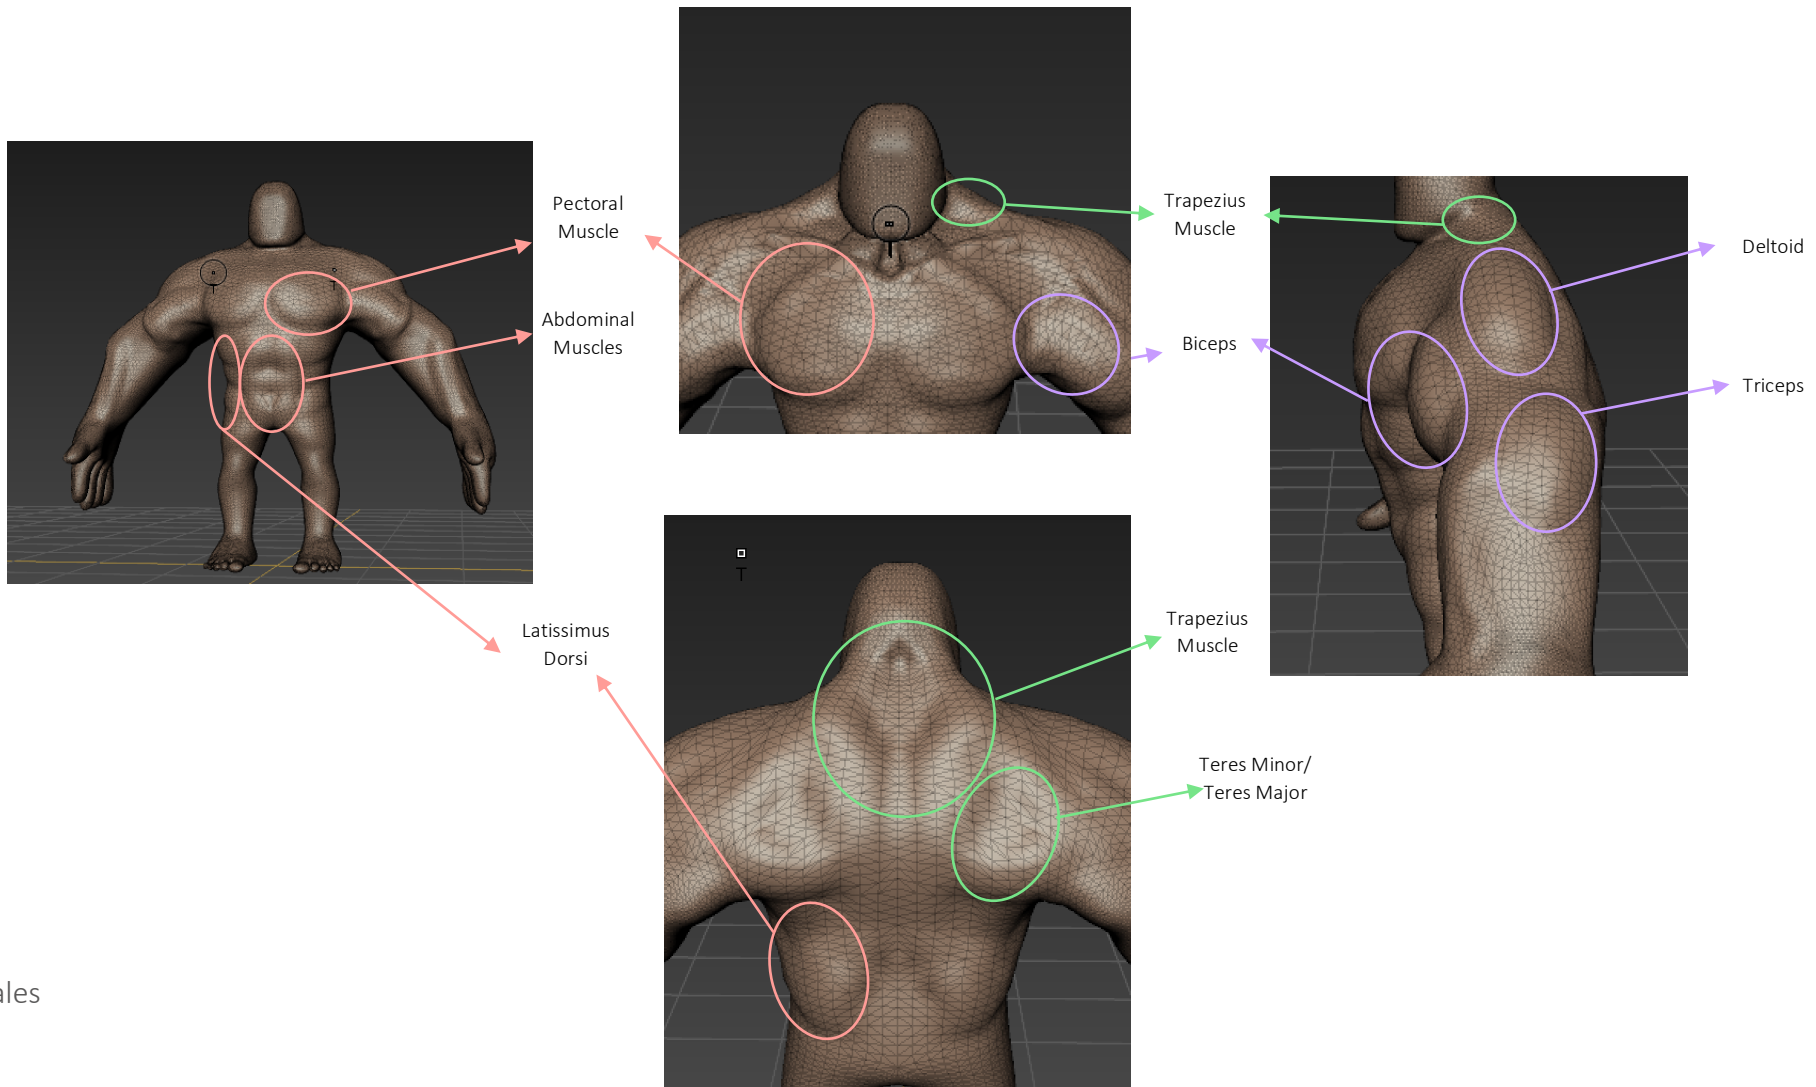 Pectoral
Muscle
Abdominal
Muscles
Trapezius
Muscle
Deltoid
Biceps
Triceps
Latissimus
Dorsi
Trapezius
Muscle
Teres Minor/
Teres Major
ales